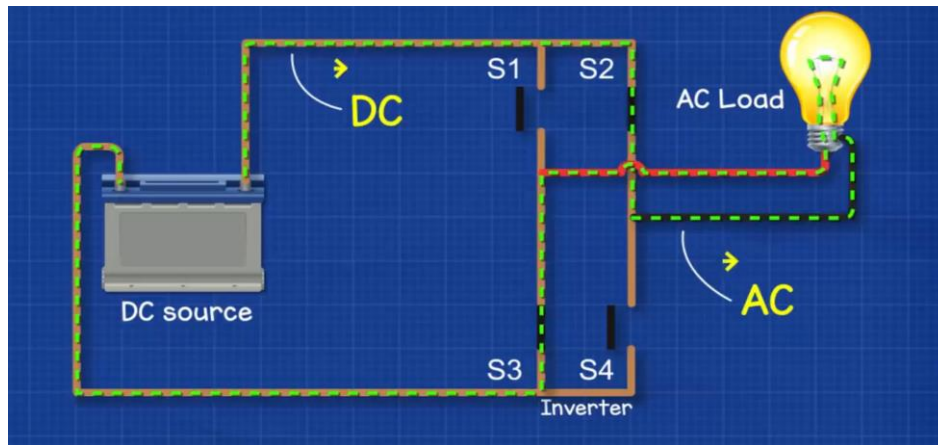 S1
S2
DC
AC Load
DC source
AC
S3
S4
Inverter